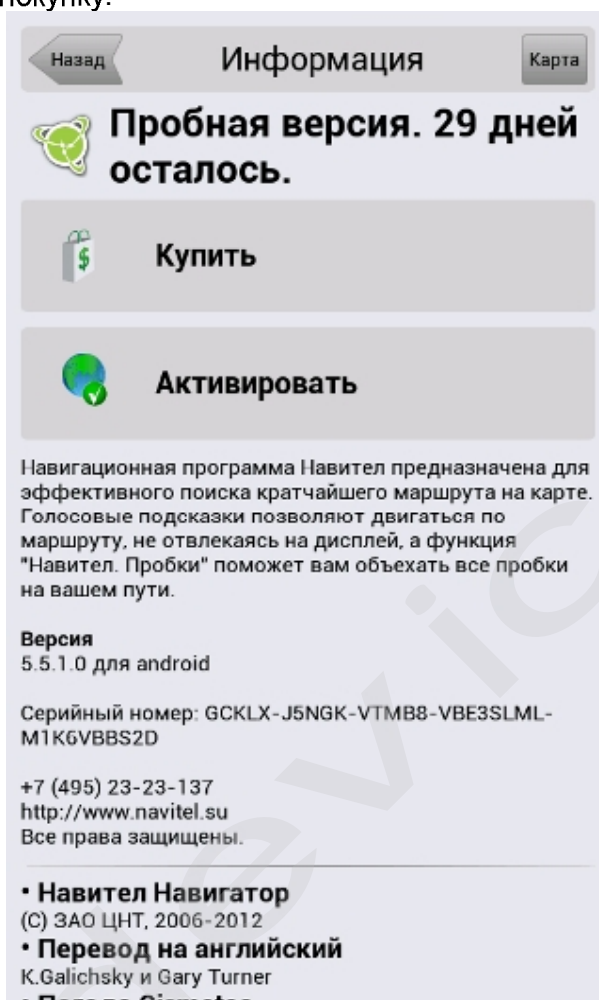 покупку.
Назад
Информация
Карта
Пробная версия. 29 дней
осталось.
Купить
Активировать
Навигационная программа Навител предназначена для
эффективного поиска кратчайшего маршрута на карте.
Голосовые подсказки позволяют двигаться по
маршруту, не отвлекаясь на дисплей, а функция
"Навител. Пробки" поможет вам объехать все пробки
на вашем пути.
Версия
5.5.1.0 для android
Серийный номер: GCKLX-J5NGK-VTMB8-VBE3SLML-
M1K6VBBS2D
+7 (495) 23-23-137
http://www.navitel.su
Все права защищены.
• Навител Навигатор
(C) ЗАО ЦНТ, 2006-2012
• Перевод на английский
K.Galichsky и Gary Turner